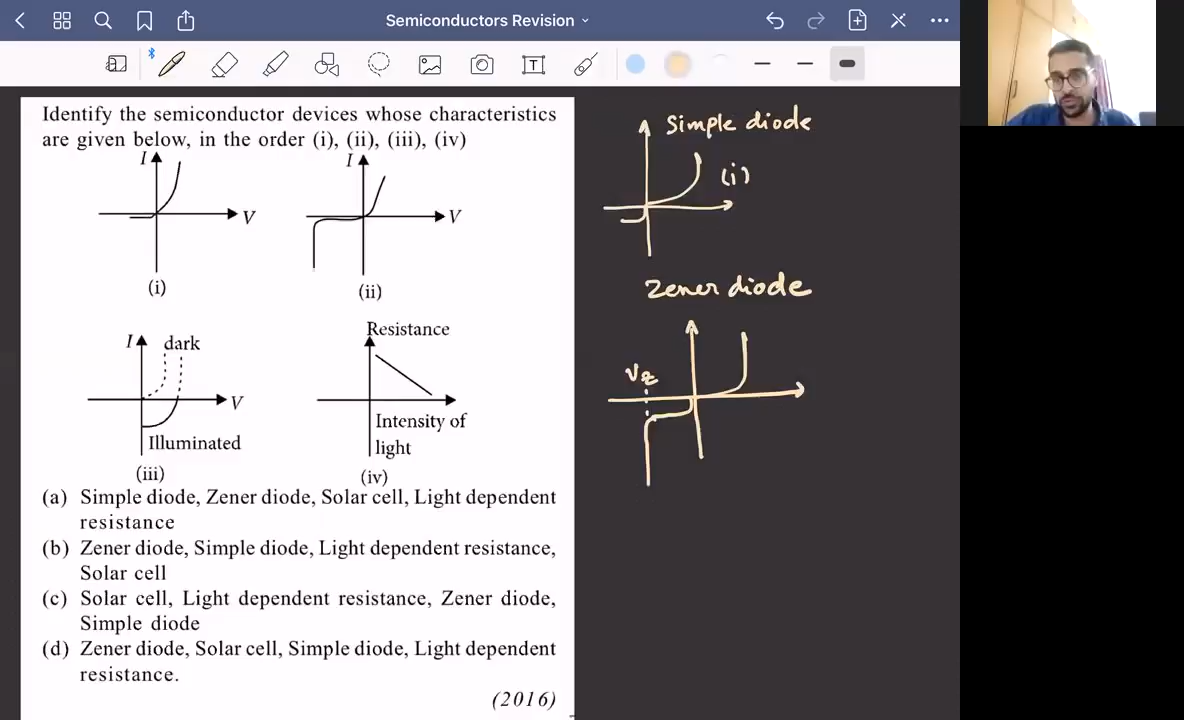 Semiconductors Revision
T
Identify the semiconductor devices whose characteristics
are given below, in the order (i), (ii), (iii), (iv)
I
V
(i)
I
V
(ii)
I
dark
V
Illuminated
(iii)
Resistance
Intensity of
light
(iv)
(a) Simple diode, Zener diode, Solar cell, Light dependent
resistance
(b) Zener diode, Simple diode, Light dependent resistance,
Solar cell
(c) Solar cell, Light dependent resistance, Zener diode,
Simple diode
(d) Zener diode, Solar cell, Simple diode, Light dependent
resistance.
(2016)
Simple diode
(i)
Zener diode
Vz